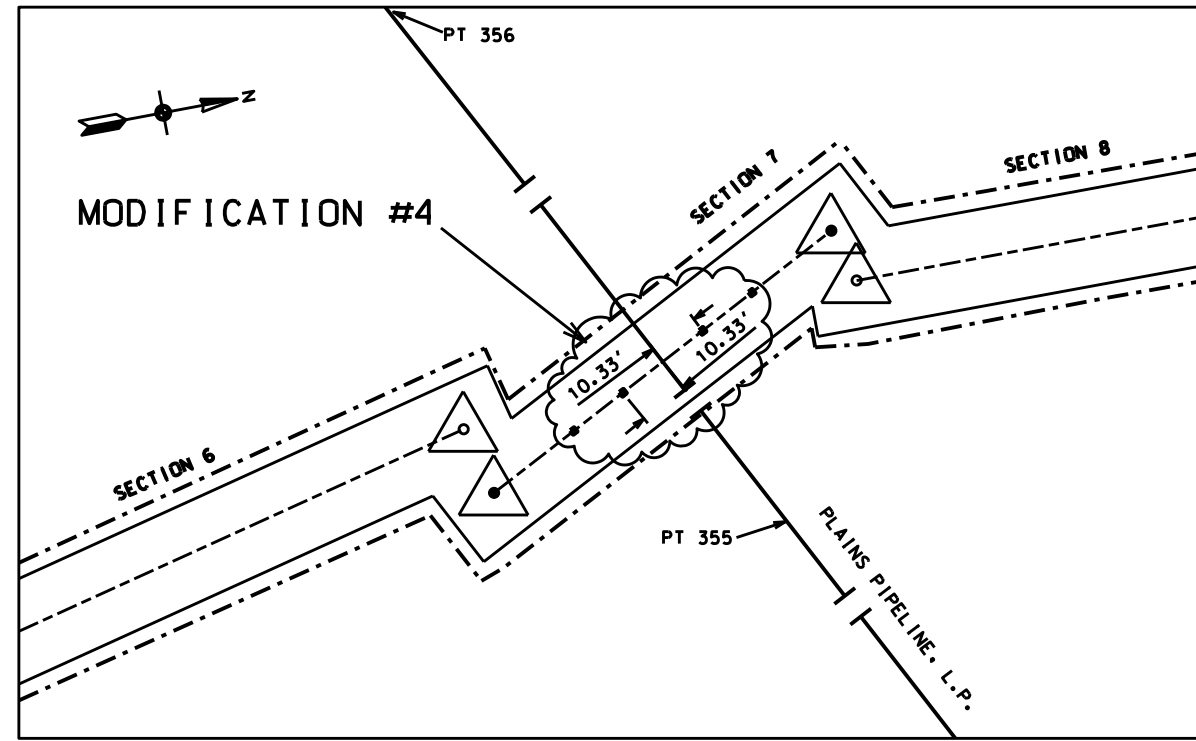 PT 356
N
MODIFICATION #4
SECTION 7
SECTION 8
10.33'
10.33'
SECTION 6
PT 355
PLAINS PIPELINE, L.P.